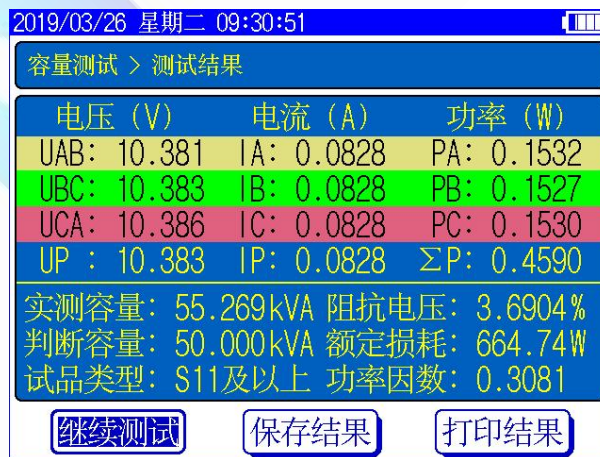 2019/03/26 星期二 09:30:51
容量测试 > 测试结果
电压 (V) 电流 (A) 功率 (W)
UAB: 10.381 IA: 0.0828 PA: 0.1532
UBC: 10.383 IB: 0.0828 PB: 0.1527
UCA: 10.386 IC: 0.0828 PC: 0.1530
UP : 10.383 IP: 0.0828 ΣP: 0.4590
实测容量: 55.269kVA 阻抗电压: 3.6904%
判断容量: 50.000kVA 额定损耗: 664.74W
试品类型: S11及以上 功率因数: 0.3081
继续测试 保存结果 打印结果